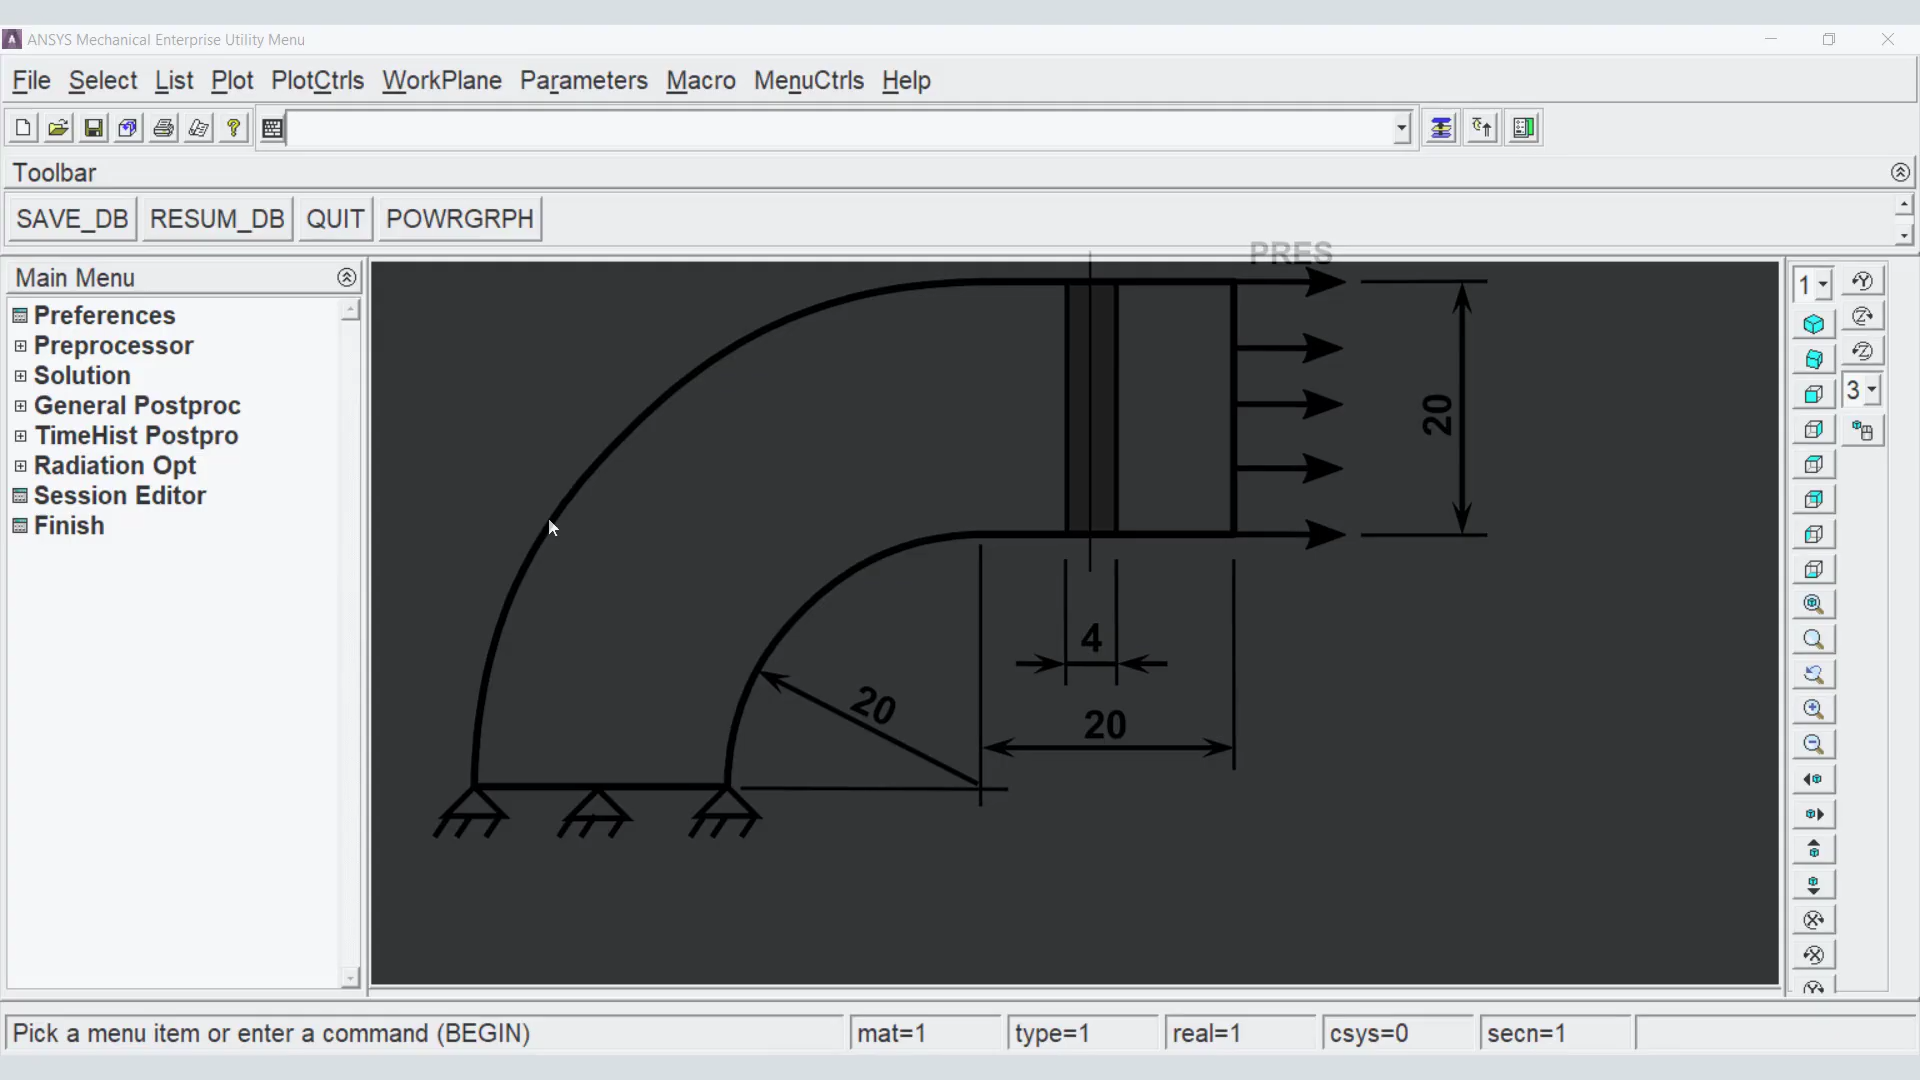 ANSYS Mechanical Enterprise Utility Menu
File Select List Plot PlotCtrls WorkPlane Parameters Macro MenuCtrls Help
Toolbar
SAVE_DB RESUM_DB QUIT POWRGRPH
PRES
Main Menu
Preferences
Preprocessor
Solution
General Postproc
TimeHist Postpro
Radiation Opt
Session Editor
Finish
1
3
20
4
20
20
Pick a menu item or enter a command (BEGIN) mat=1 type=1 real=1 csys=0 secn=1